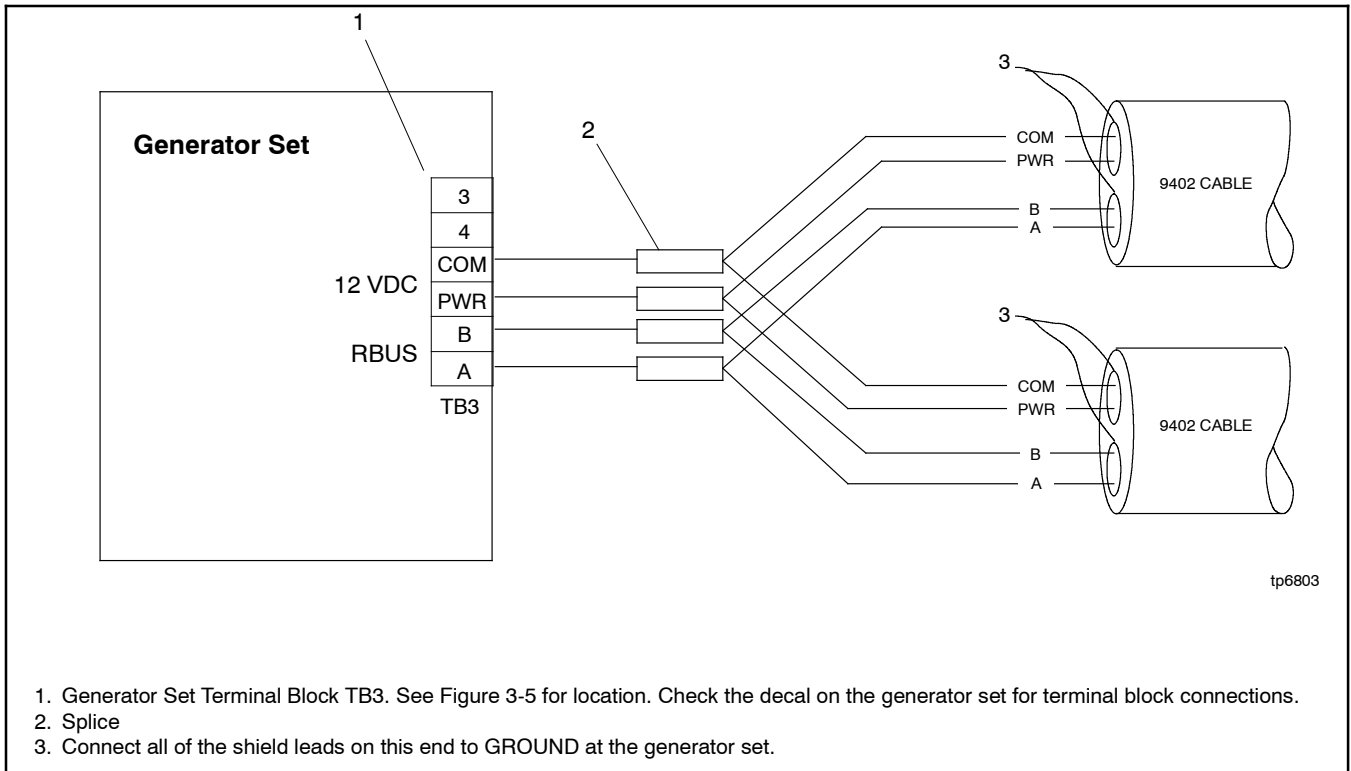 1
Generator Set
3
4
COM
12 VDC
PWR
B
RBUS
A
TB3
2
3
COM
PWR
B
A
9402 CABLE
3
COM
PWR
B
A
9402 CABLE
tp6803
1. Generator Set Terminal Block TB3. See Figure 3-5 for location. Check the decal on the generator set for terminal block connections.
2. Splice
3. Connect all of the shield leads on this end to GROUND at the generator set.